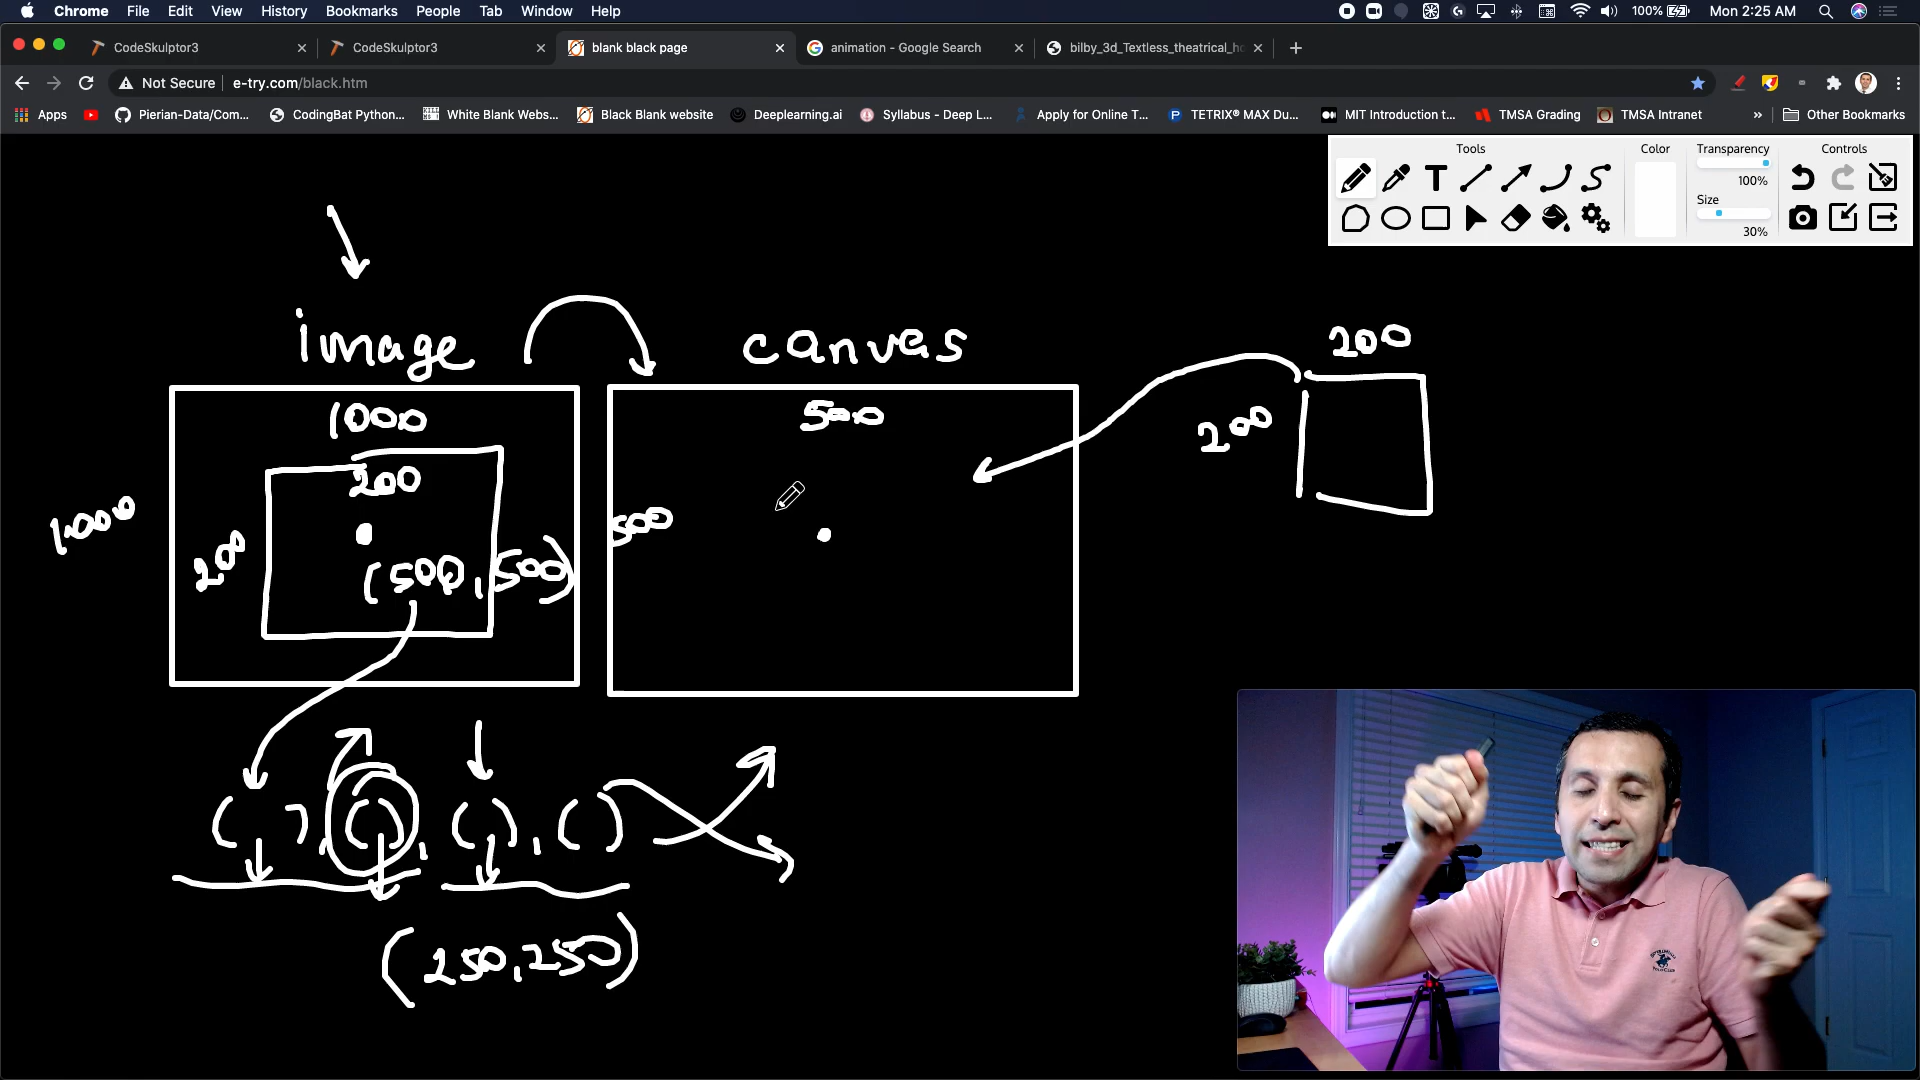 Chrome File Edit View History Bookmarks People Tab Window Help 100% Mon 2:25 AM
CodeSkulptor3 CodeSkulptor3 blank black page animation - Google Search bilby_3d_Textless_theatrical_ho
Not Secure e-try.com/black.htm
Apps Pierian-Data/Com... CodingBat Python... White Blank Webs... Black Blank website Deeplearning.ai Syllabus - Deep L... Apply for Online T... TETRIX® MAX Du... MIT Introduction t... TMSA Grading TMSA Intranet » Other Bookmarks
Tools Color Transparency Controls
100%
Size
30%
image canvas 200
1000 500 200
200
1000 200 (500,500) 500
( ), ( ), ( ), ( )
(250,250)